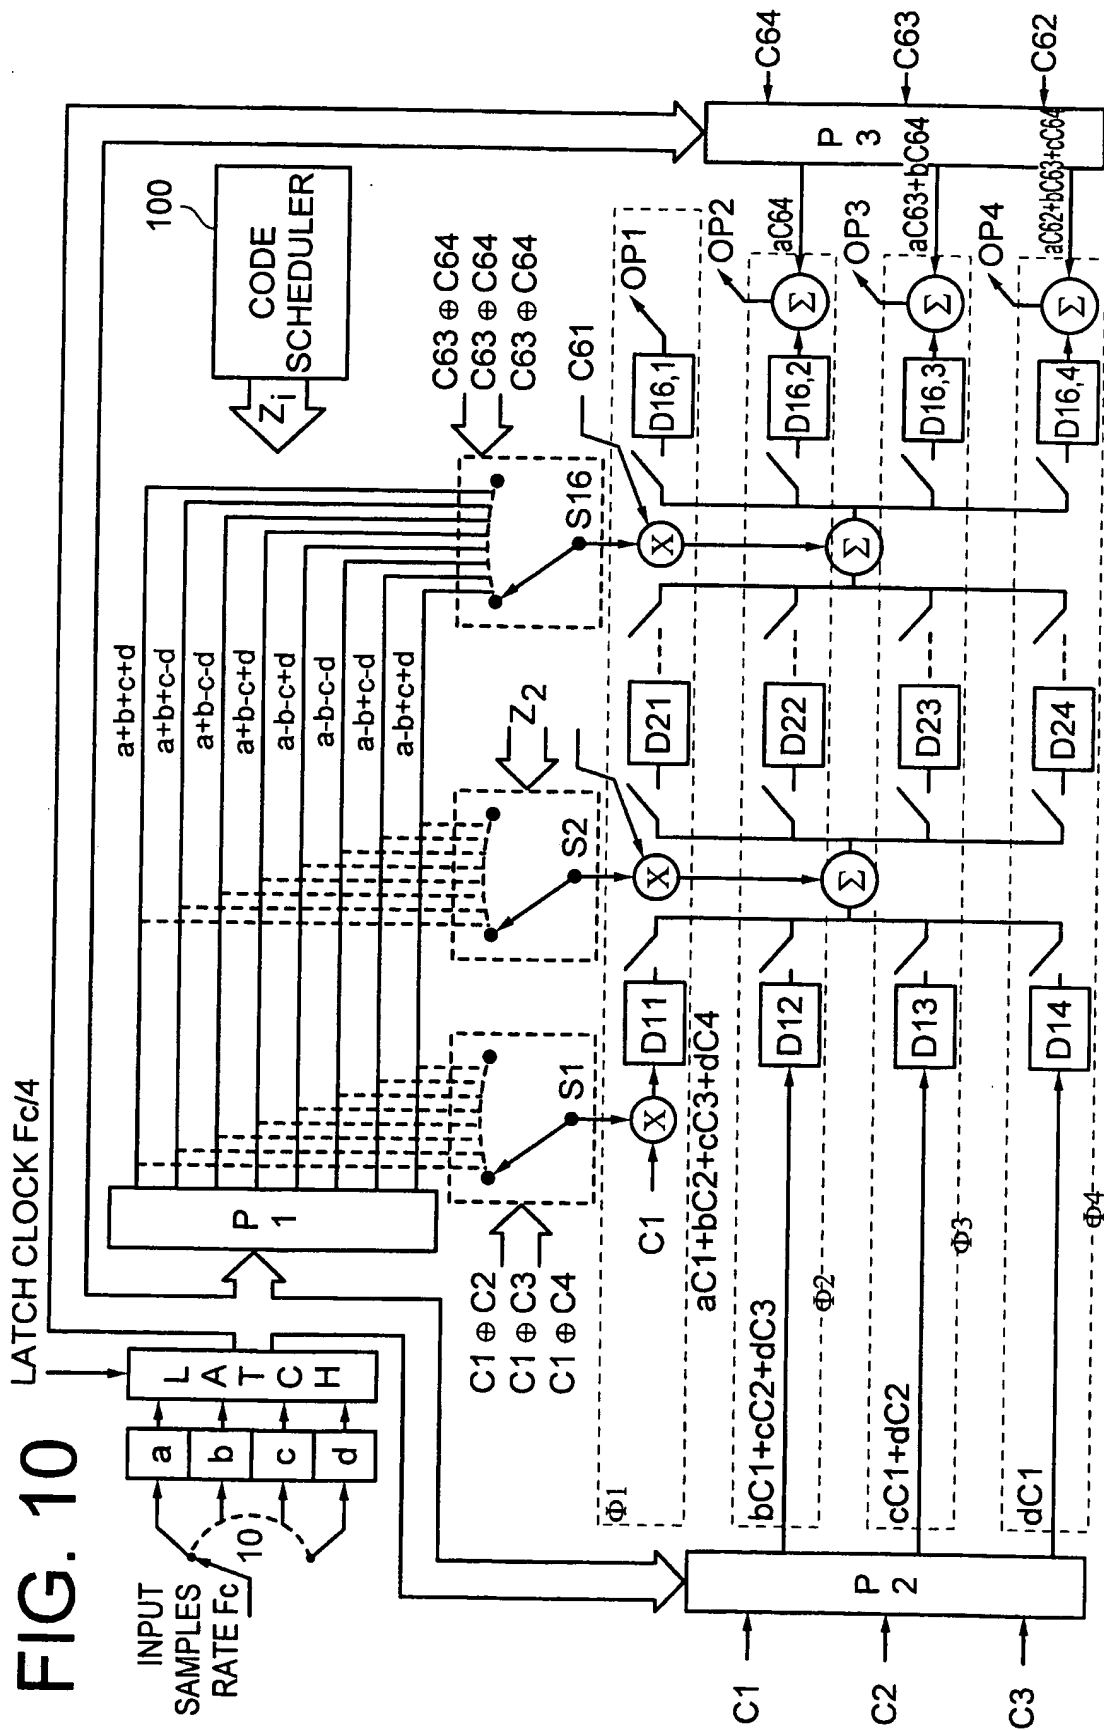 FIG. 10
LATCH CLOCK Fc/4
INPUT
SAMPLES
RATE Fc
10
a
b
c
d
L
A
T
C
H
P
1
a+b+c+d
a+b+c-d
a+b-c-d
a+b-c+d
a-b-c+d
a-b-c-d
a-b+c-d
a-b+c+d
100
CODE
SCHEDULER
Zi
C1 ⊕ C2
C1 ⊕ C3
C1 ⊕ C4
S1
S2
Z2
S16
C63 ⊕ C64
C63 ⊕ C64
C63 ⊕ C64
C61
Φ1
C1
X
D11
X
D21
X
D16,1
OP1
aC1+bC2+cC3+dC4
bC1+cC2+dC3
Φ2
D12
Σ
D22
Σ
D16,2
Σ
OP2
aC64
cC1+dC2
Φ3
D13
D23
D16,3
Σ
OP3
aC63+bC64
dC1
Φ4
D14
D24
D16,4
Σ
OP4
aC62+bC63+cC64
P
2
C1
C2
C3
P
3
C64
C63
C62